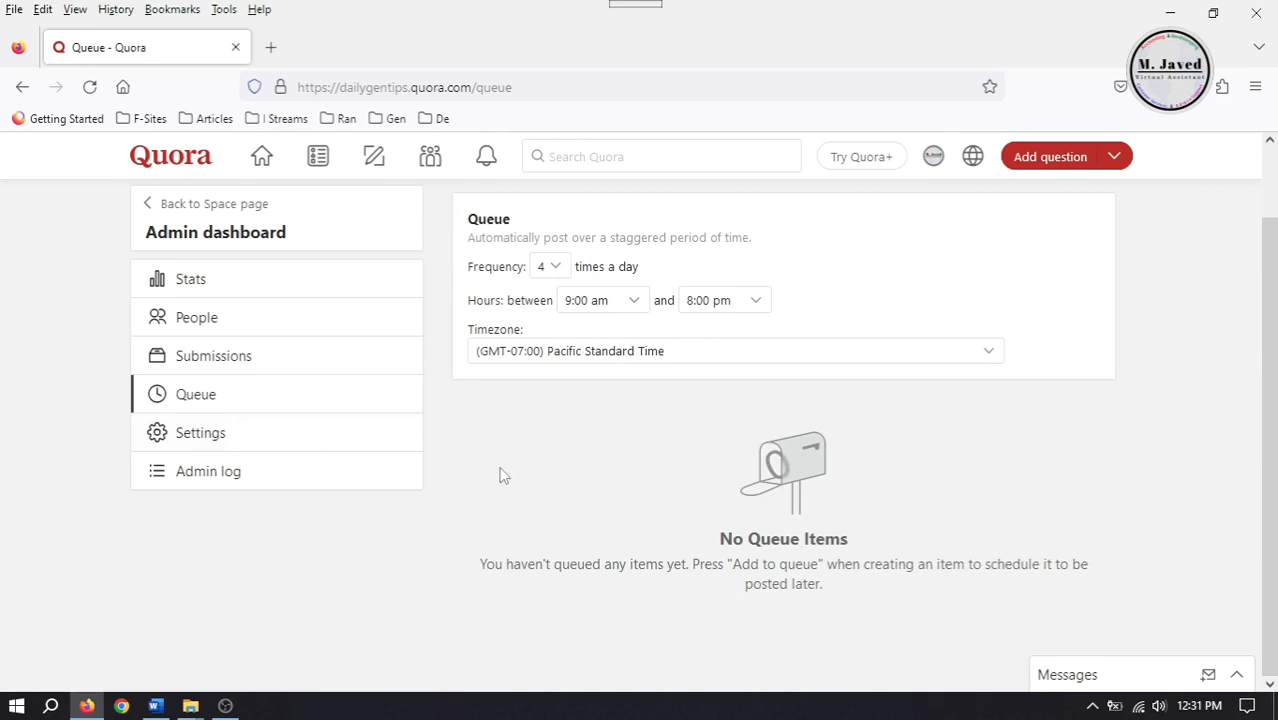 File Edit View History Bookmarks Tools Help
Queue - Quora
https://dailygentips.quora.com/queue
M. Javed
Virtual Assistant
Getting Started F-Sites Articles I Streams Ran Gen De
Quora Search Quora Try Quora+ Add question
Back to Space page
Admin dashboard
Stats
People
Submissions
Queue
Settings
Admin log
Queue
Automatically post over a staggered period of time.
Frequency: 4 times a day
Hours: between 9:00 am and 8:00 pm
Timezone:
(GMT-07:00) Pacific Standard Time
No Queue Items
You haven't queued any items yet. Press "Add to queue" when creating an item to schedule it to be
posted later.
Messages
12:31 PM